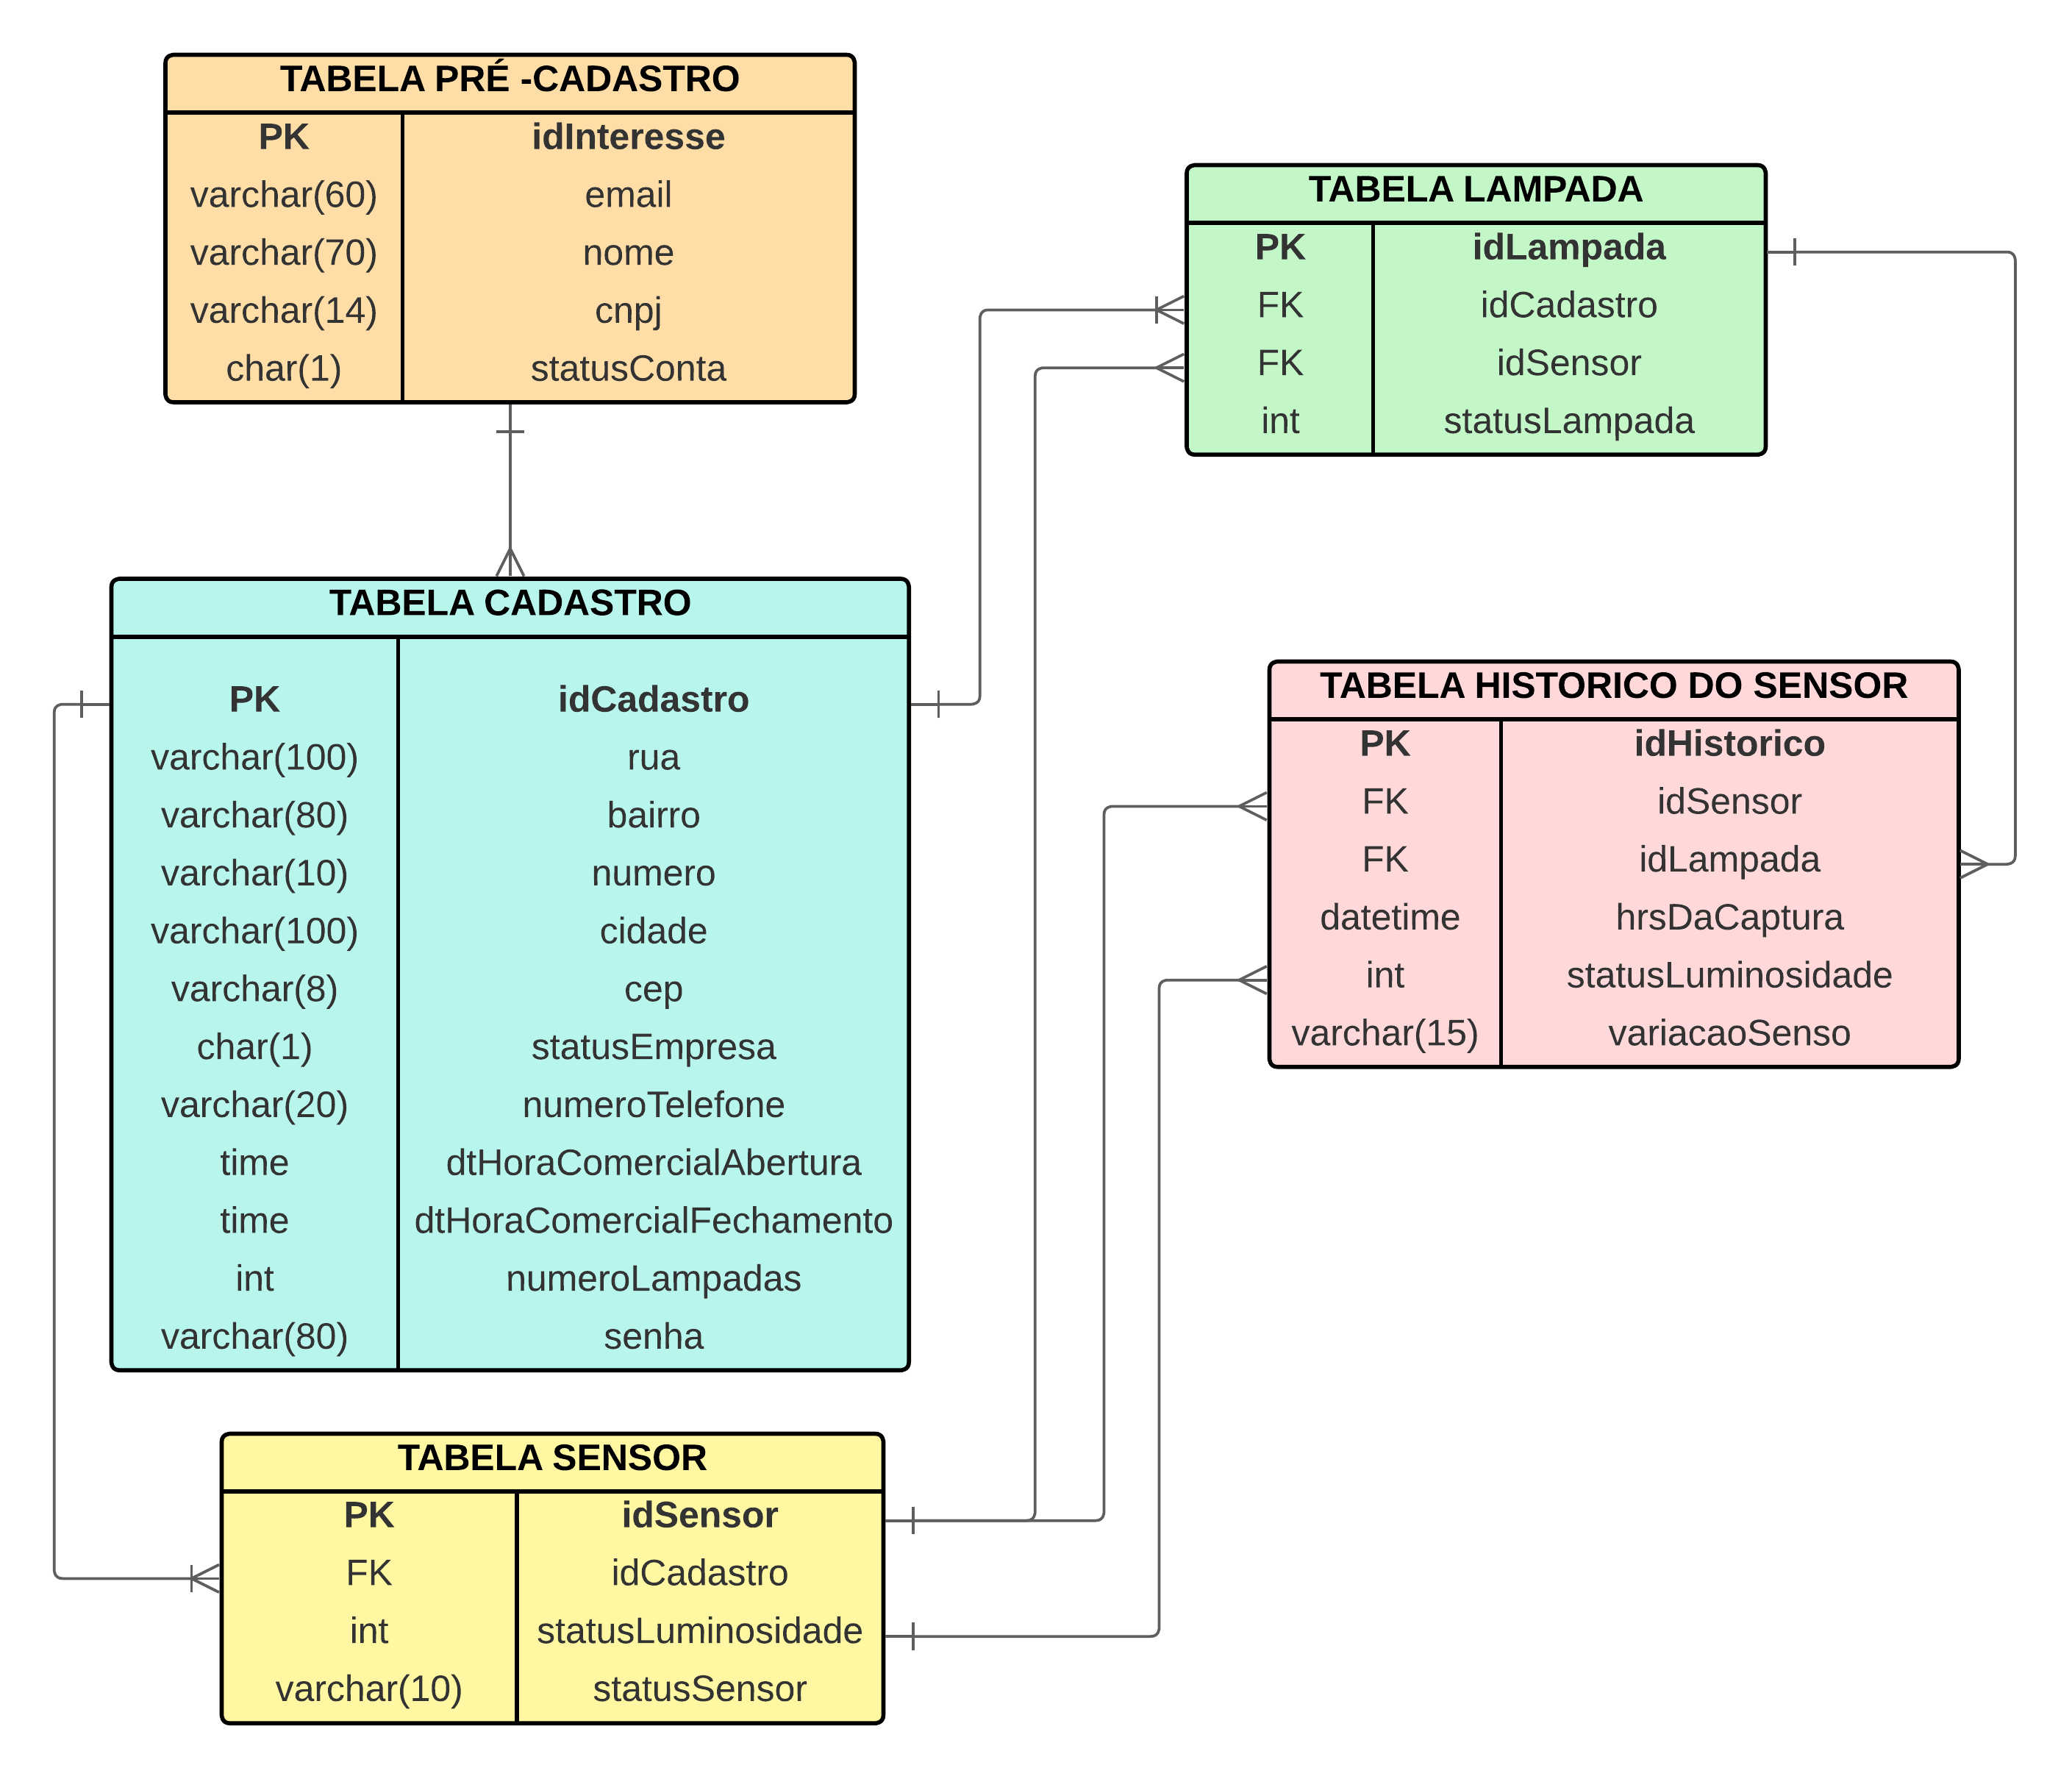 TABELA PRÉ -CADASTRO
PK idInteresse
varchar(60) email
varchar(70) nome
varchar(14) cnpj
char(1) statusConta
TABELA LAMPADA
PK idLampada
FK idCadastro
FK idSensor
int statusLampada
TABELA CADASTRO
PK idCadastro
varchar(100) rua
varchar(80) bairro
varchar(10) numero
varchar(100) cidade
varchar(8) cep
char(1) statusEmpresa
varchar(20) numeroTelefone
time dtHoraComercialAbertura
time dtHoraComercialFechamento
int numeroLampadas
varchar(80) senha
TABELA HISTORICO DO SENSOR
PK idHistorico
FK idSensor
FK idLampada
datetime hrsDaCaptura
int statusLuminosidade
varchar(15) variacaoSenso
TABELA SENSOR
PK idSensor
FK idCadastro
int statusLuminosidade
varchar(10) statusSensor